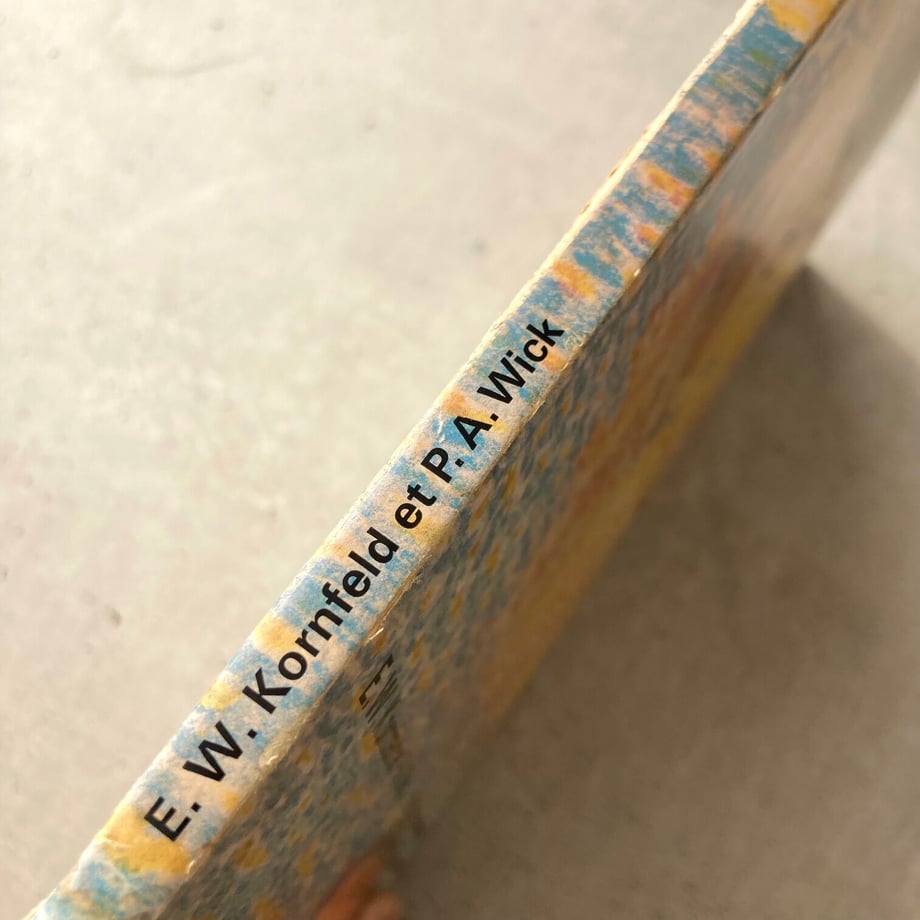 E. W. Kornfeld et P. A. Wick